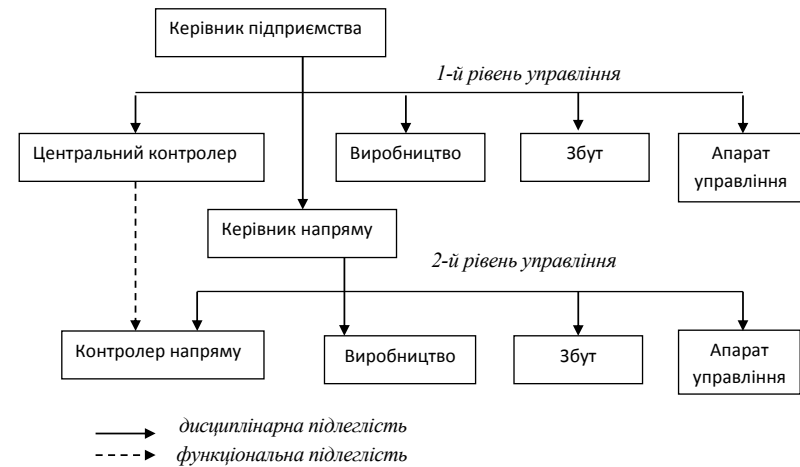 Керівник підприємства
1-й рівень управління
Центральний контролер
Виробництво
Збут
Апарат
управління
Керівник напряму
2-й рівень управління
Контролер напряму
Виробництво
Збут
Апарат
управління
дисциплінарна підлеглість
функціональна підлеглість